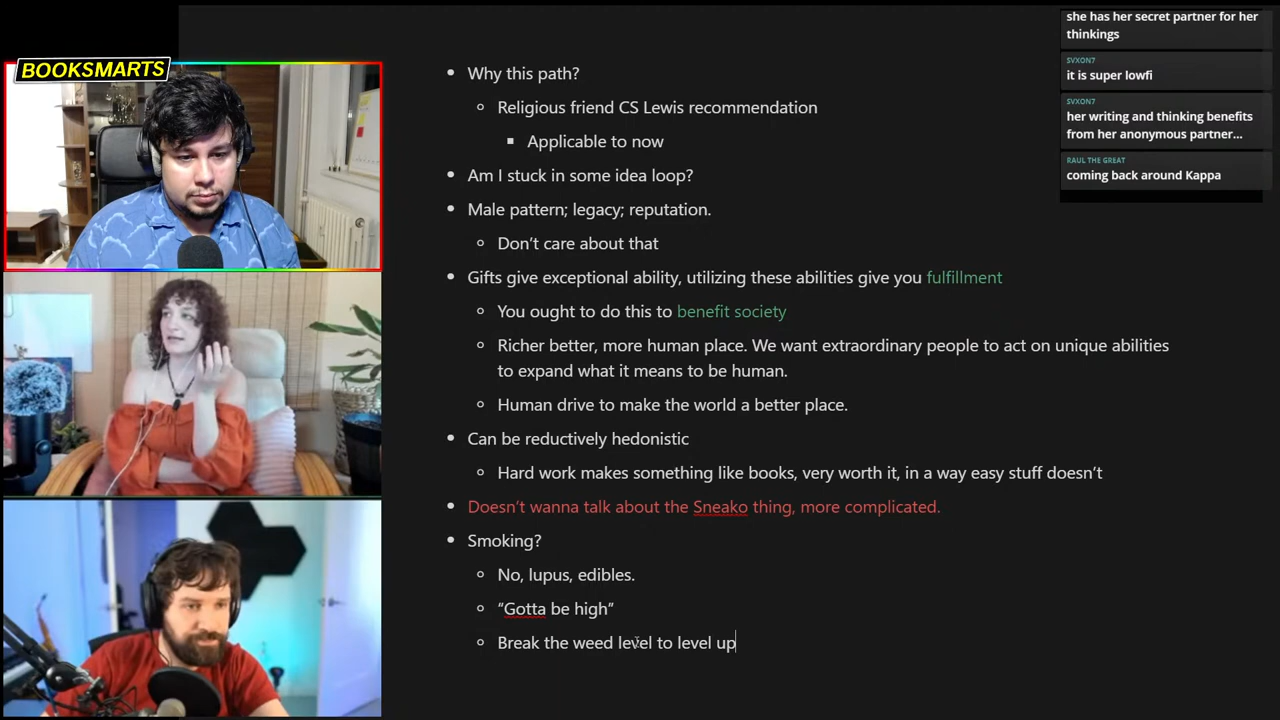 BOOKSMARTS
• Why this path?
○ Religious friend CS Lewis recommendation
▪ Applicable to now
• Am I stuck in some idea loop?
• Male pattern; legacy; reputation.
○ Don’t care about that
• Gifts give exceptional ability, utilizing these abilities give you fulfillment
○ You ought to do this to benefit society
○ Richer better, more human place. We want extraordinary people to act on unique abilities
to expand what it means to be human.
○ Human drive to make the world a better place.
• Can be reductively hedonistic
○ Hard work makes something like books, very worth it, in a way easy stuff doesn’t
• Doesn’t wanna talk about the Sneako thing, more complicated.
• Smoking?
○ No, lupus, edibles.
○ “Gotta be high”
○ Break the weed level to level up
she has her secret partner for her
thinkings
SVXON7
it is super lowfi
SVXON7
her writing and thinking benefits
from her anonymous partner...
RAUL THE GREAT
coming back around Kappa